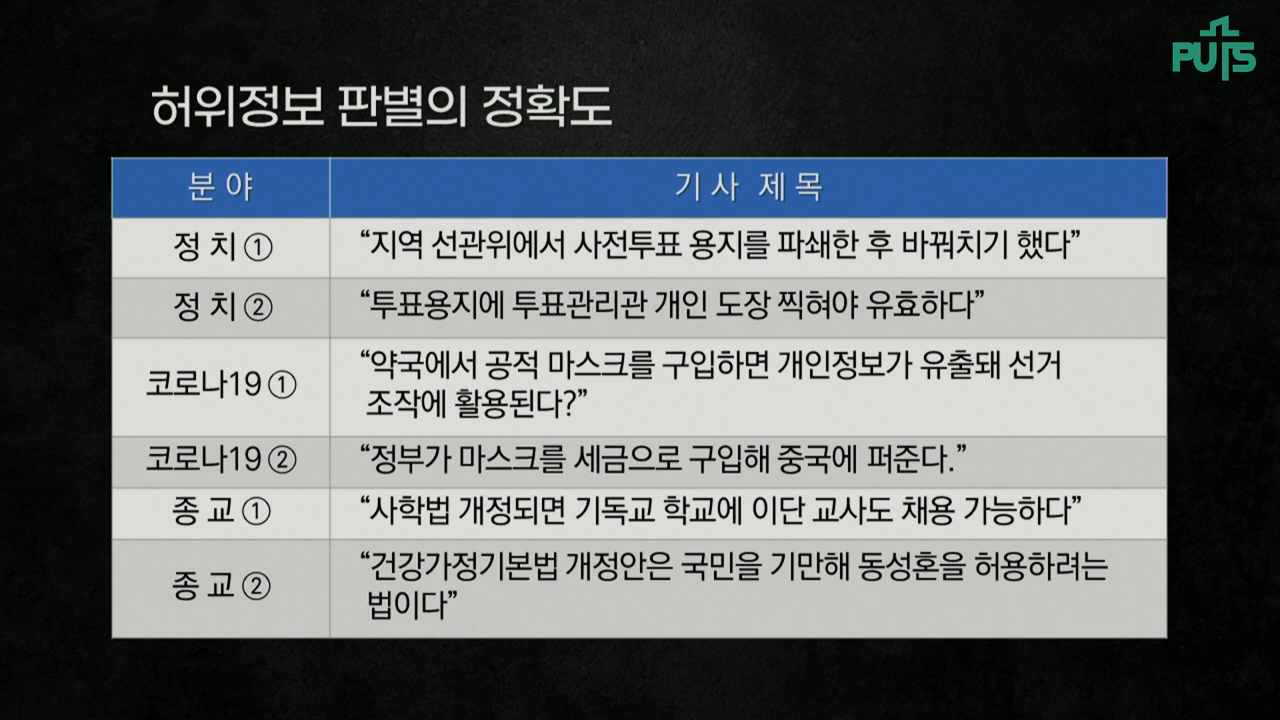 PUTS
허위정보 판별의 정확도
분야 기사 제목
정치① “지역 선관위에서 사전투표 용지를 파쇄한 후 바꿔치기 했다”
정치② “투표용지에 투표관리관 개인 도장 찍혀야 유효하다”
코로나19① “약국에서 공적 마스크를 구입하면 개인정보가 유출돼 선거
조작에 활용된다?”
코로나19② “정부가 마스크를 세금으로 구입해 중국에 퍼준다.”
종교① “사학법 개정되면 기독교 학교에 이단 교사도 채용 가능하다”
종교② “건강가정기본법 개정안은 국민을 기만해 동성혼을 허용하려는
법이다”